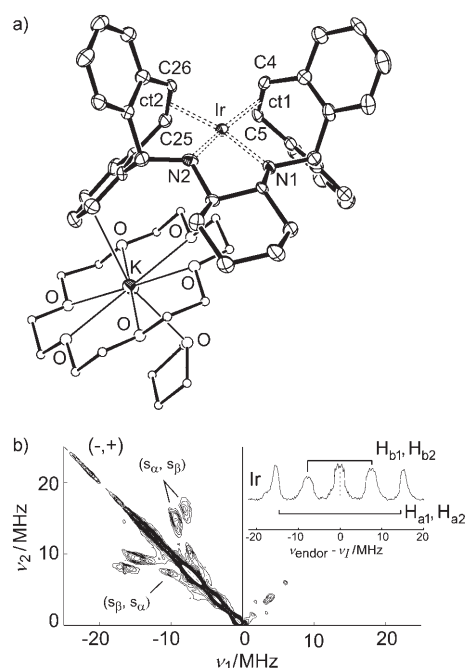 a)
C26
C4
Ir
ct2
ct1
C5
C25
N2
N1
O
O
O
K
O
O
O
O
b)
(-,+)
(sα, sβ)
(sβ, sα)
Ir
Hb1, Hb2
Ha1, Ha2
-20 -10 0 10 20
νendor - νI /MHz
20
10
0
ν2 / MHz
-20 -10 0 10 20
ν1/MHz